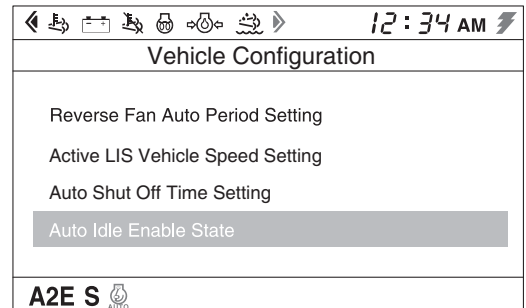 12:34 AM
Vehicle Configuration
Reverse Fan Auto Period Setting
Active LIS Vehicle Speed Setting
Auto Shut Off Time Setting
Auto Idle Enable State
A2E S
AUTO